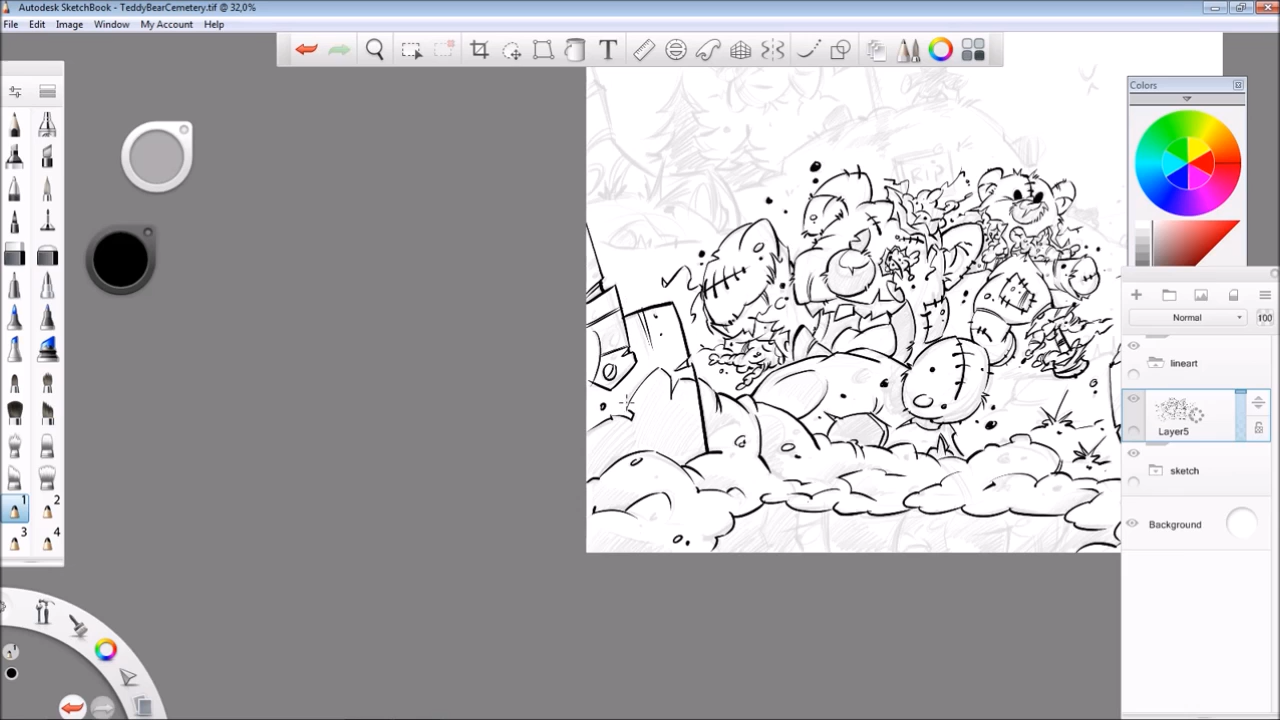 Autodesk SketchBook - TeddyBearCemetery.tif @ 32,0%
File Edit Image Window My Account Help
T
Colors
RIP
Normal 100
lineart
Layer5
sketch
Background
1 2
3 4